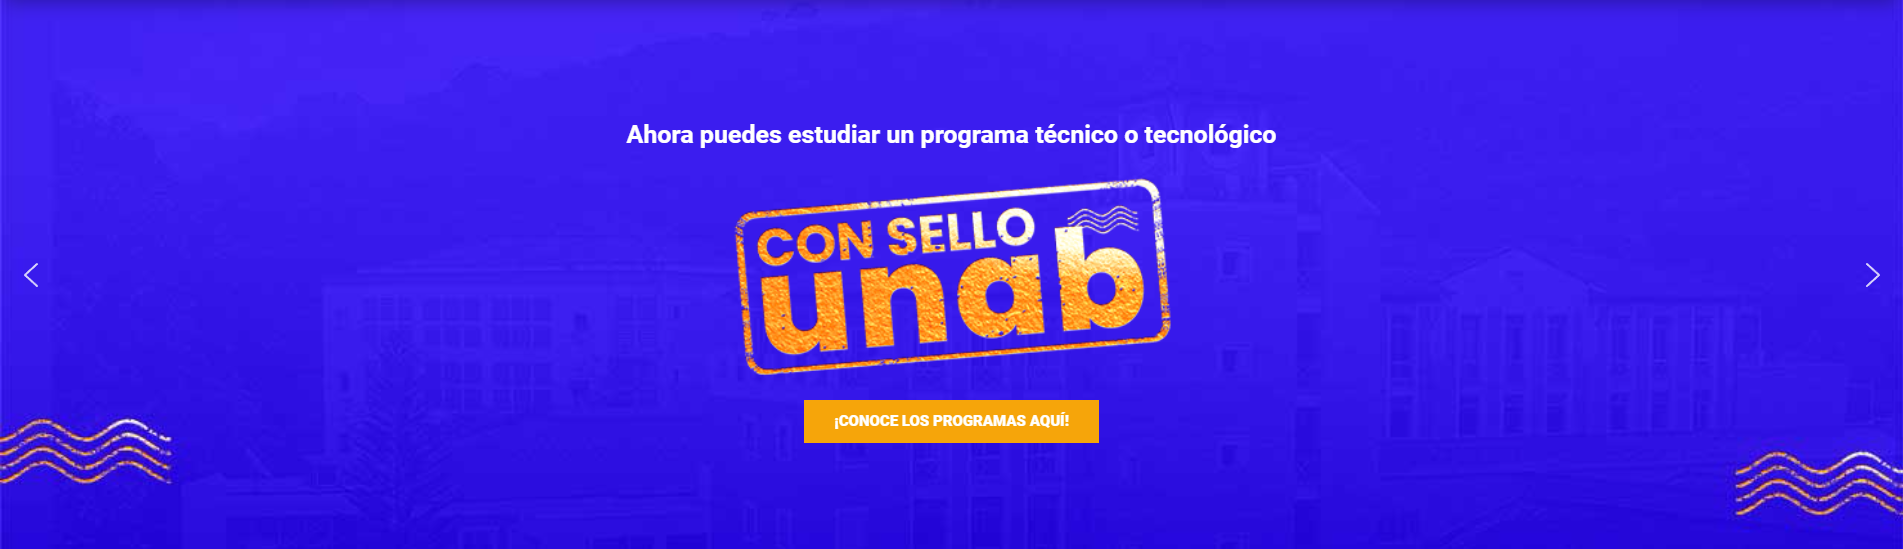 Ahora puedes estudiar un programa técnico o tecnológico
CON SELLO
unab
¡CONOCE LOS PROGRAMAS AQUÍ!